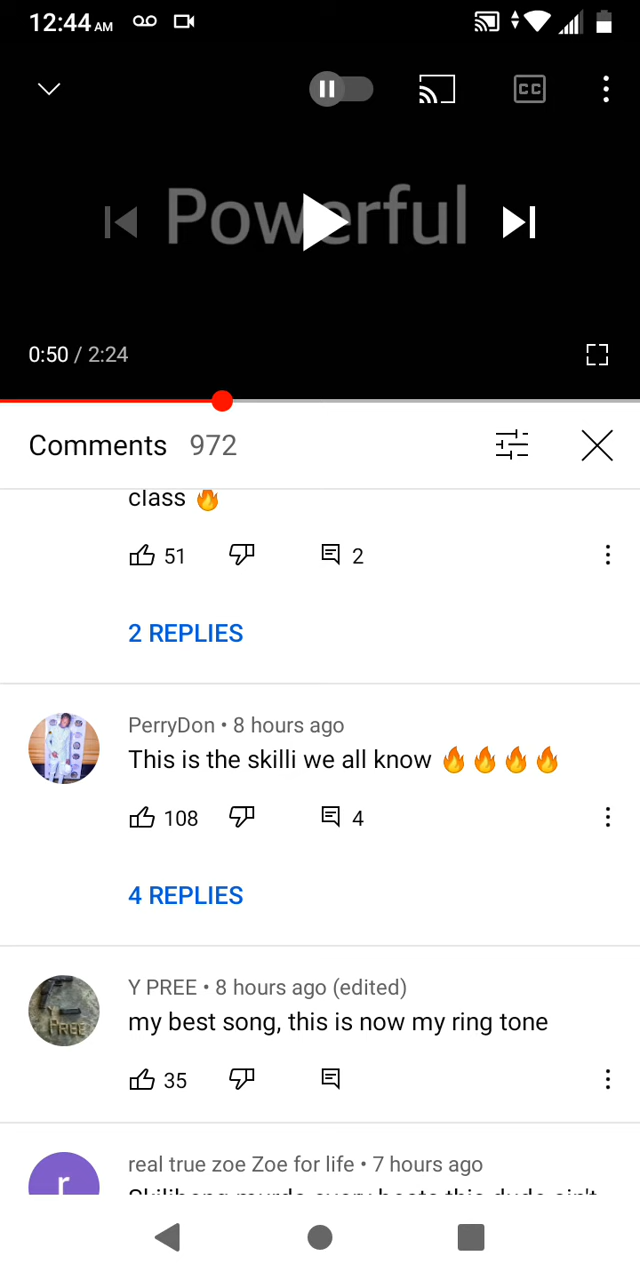 12:44 AM
CC
Powerful
0:50 / 2:24
Comments 972
class 🔥
51 2
2 REPLIES
PerryDon • 8 hours ago
This is the skilli we all know 🔥🔥🔥🔥
108 4
4 REPLIES
Y PREE • 8 hours ago (edited)
my best song, this is now my ring tone
35
r real true zoe Zoe for life • 7 hours ago